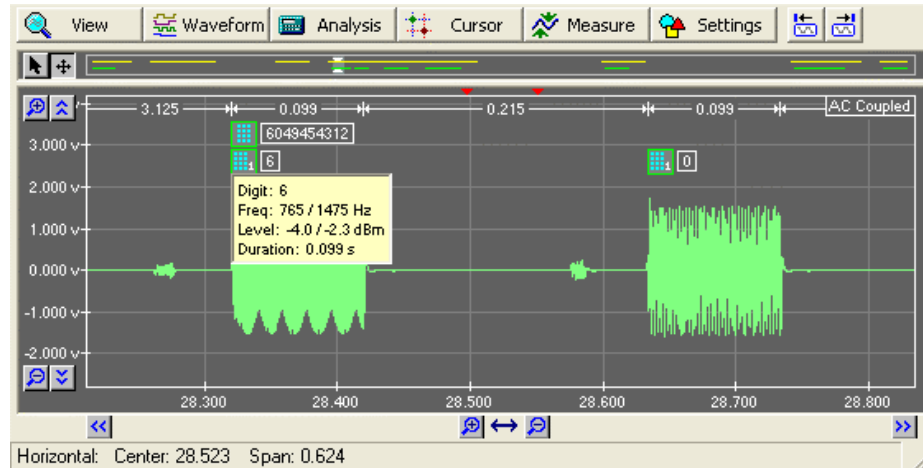 View Waveform Analysis Cursor Measure Settings
3.125 0.099 0.215 0.099 AC Coupled
6049454312
3.000 v
6 0
2.000 v
Digit: 6
Freq: 765 / 1475 Hz
1.000 v
Level: -4.0 / -2.3 dBm
Duration: 0.099 s
0.000 v
-1.000 v
-2.000 v
28.300 28.400 28.500 28.600 28.700 28.800
Horizontal: Center: 28.523 Span: 0.624